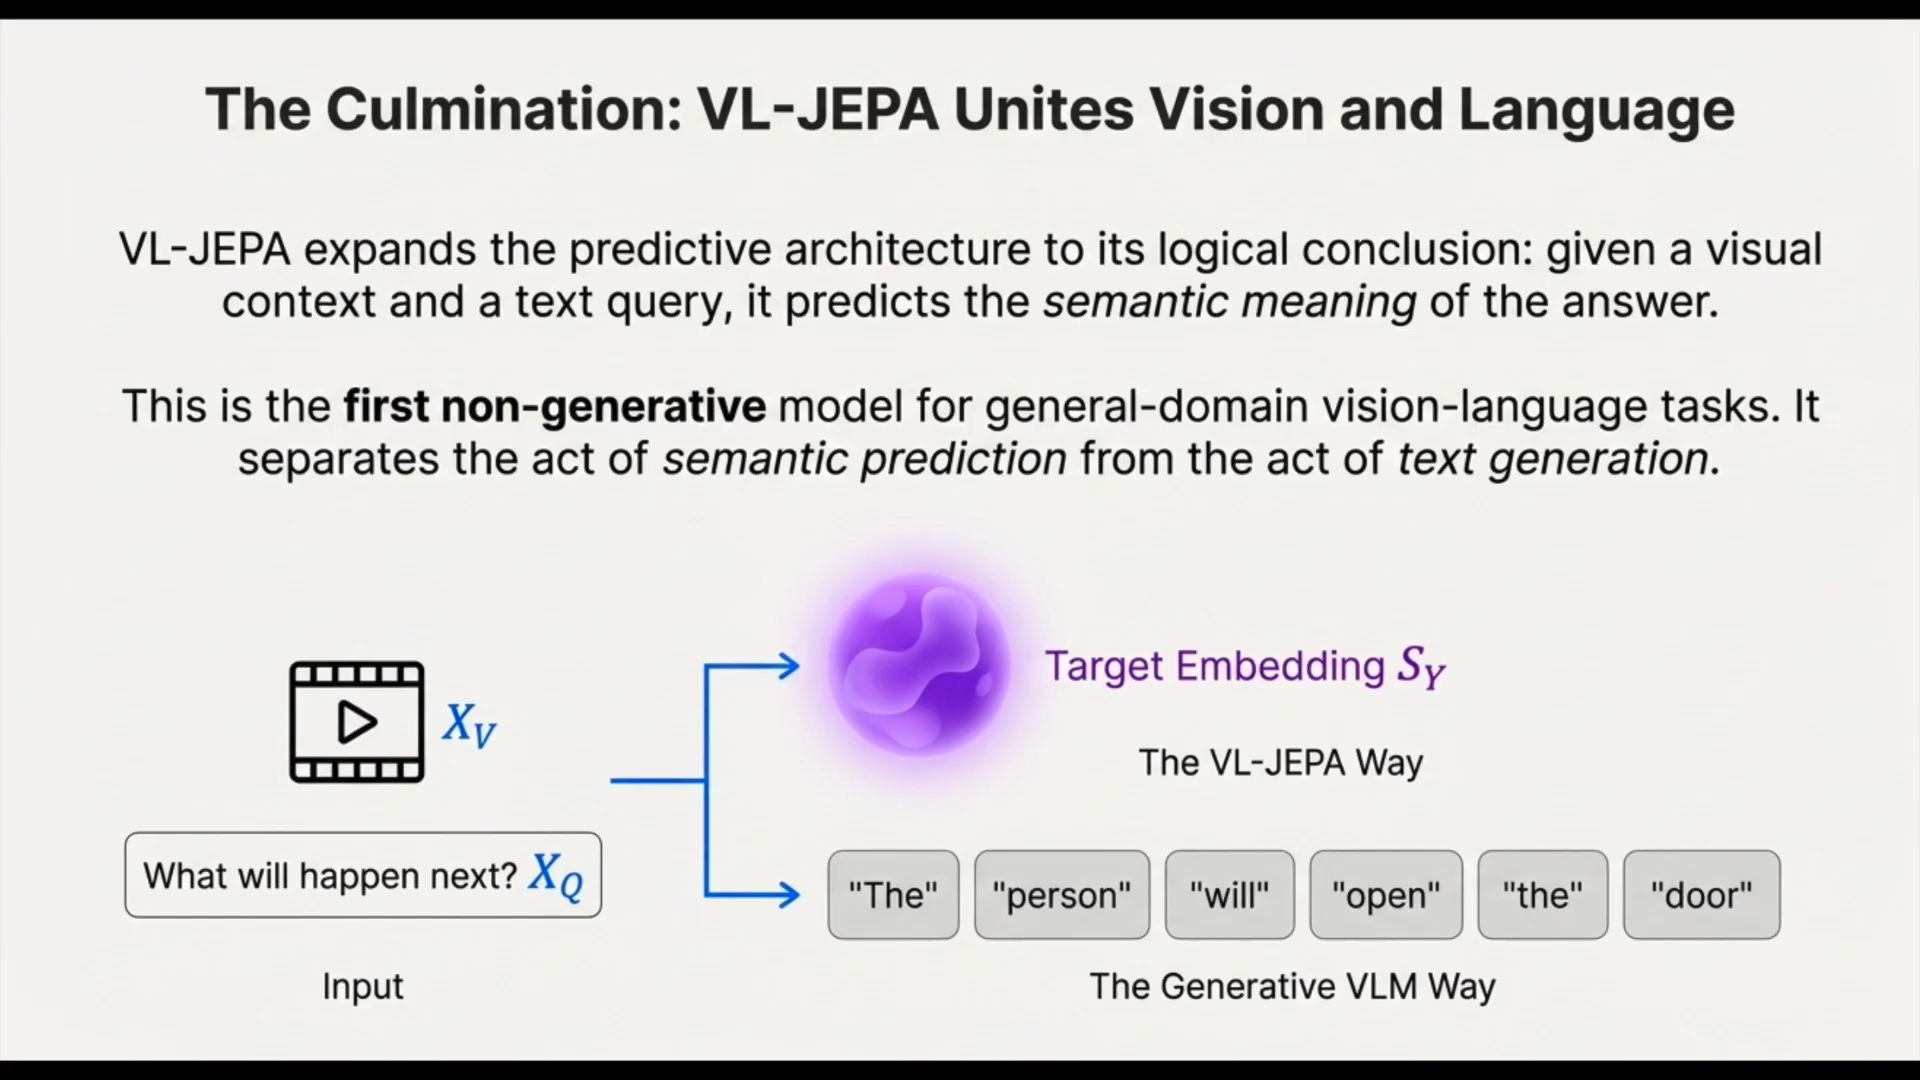 The Culmination: VL-JEPA Unites Vision and Language
VL-JEPA expands the predictive architecture to its logical conclusion: given a visual
context and a text query, it predicts the semantic meaning of the answer.
This is the first non-generative model for general-domain vision-language tasks. It
separates the act of semantic prediction from the act of text generation.
X_V
What will happen next? X_Q
Input
Target Embedding S_Y
The VL-JEPA Way
"The" "person" "will" "open" "the" "door"
The Generative VLM Way